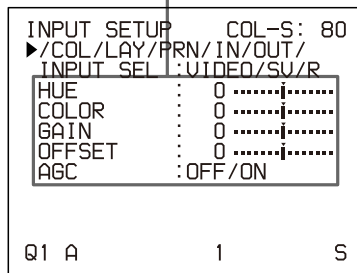 INPUT SETUP COL-S: 80
▶/COL/LAY/PRN/IN/OUT/
INPUT SEL :VIDEO/SV/R
HUE : 0
COLOR : 0
GAIN : 0
OFFSET : 0
AGC :OFF/ON
Q1 A 1 S